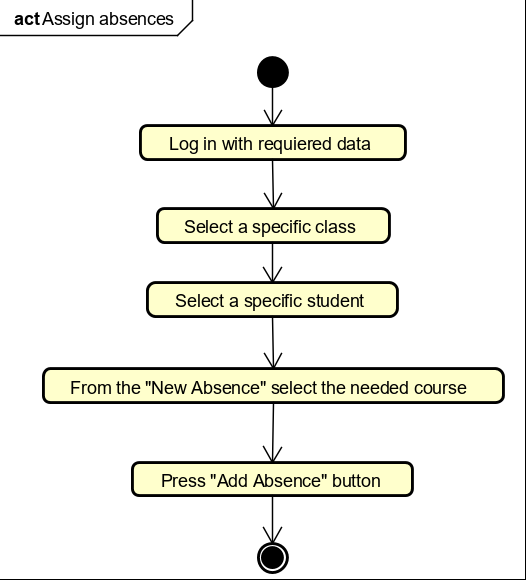 act Assign absences
Log in with requiered data
Select a specific class
Select a specific student
From the "New Absence" select the needed course
Press "Add Absence" button